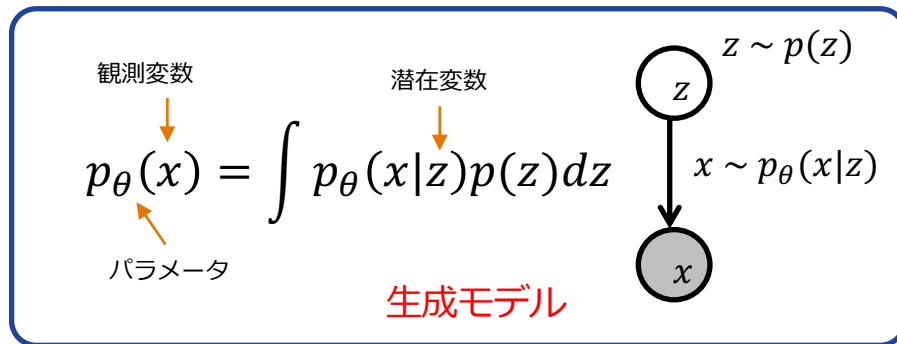 観測変数
潜在変数
p_θ(x) = ∫ p_θ(x|z)p(z)dz
パラメータ
生成モデル
z ~ p(z)
z
x ~ p_θ(x|z)
x